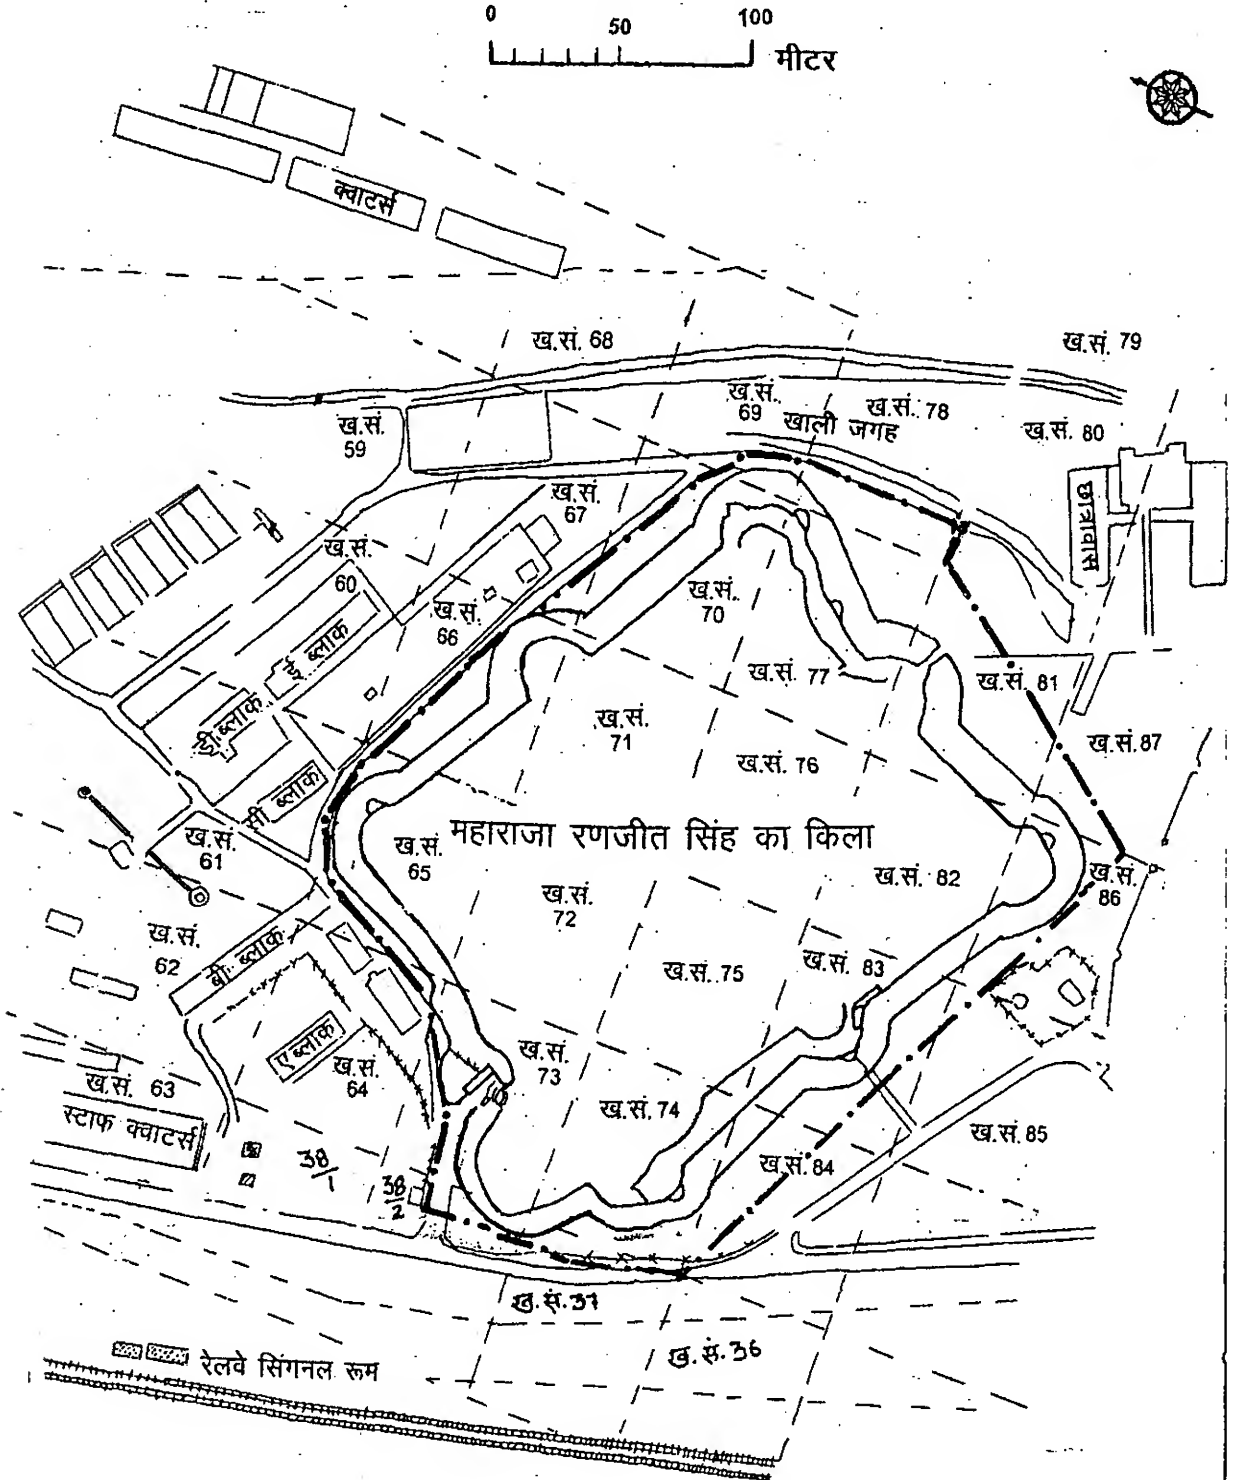 0 50 100
मीटर
क्वाटर्स
ख.सं. 68
ख.सं. 79
ख.सं.
69
ख.सं. 78
खाली जगह
ख.सं. 80
ख.सं.
59
छात्रावास
ख.सं.
67
ख.सं.
60
ख.सं.
66
ख.सं.
70
ई ब्लाक
ख.सं. 77
ख.सं. 81
डी ब्लाक
ख.सं.
71
ख.सं. 76
ख.सं. 87
सी ब्लाक
ख.सं.
61
महाराजा रणजीत सिंह का किला
ख.सं.
65
ख.सं. 82
ख.सं.
86
ख.सं.
72
ख.सं.
62
बी ब्लाक
ख.सं. 75
ख.सं. 83
ए ब्लाक
ख.सं.
64
ख.सं.
73
ख.सं. 63
स्टाफ क्वाटर्स
ख.सं. 74
ख.सं. 85
ख.सं. 84
38
1
38
2
ख.सं. 37
ख.सं. 36
रेलवे सिंगनल रूम